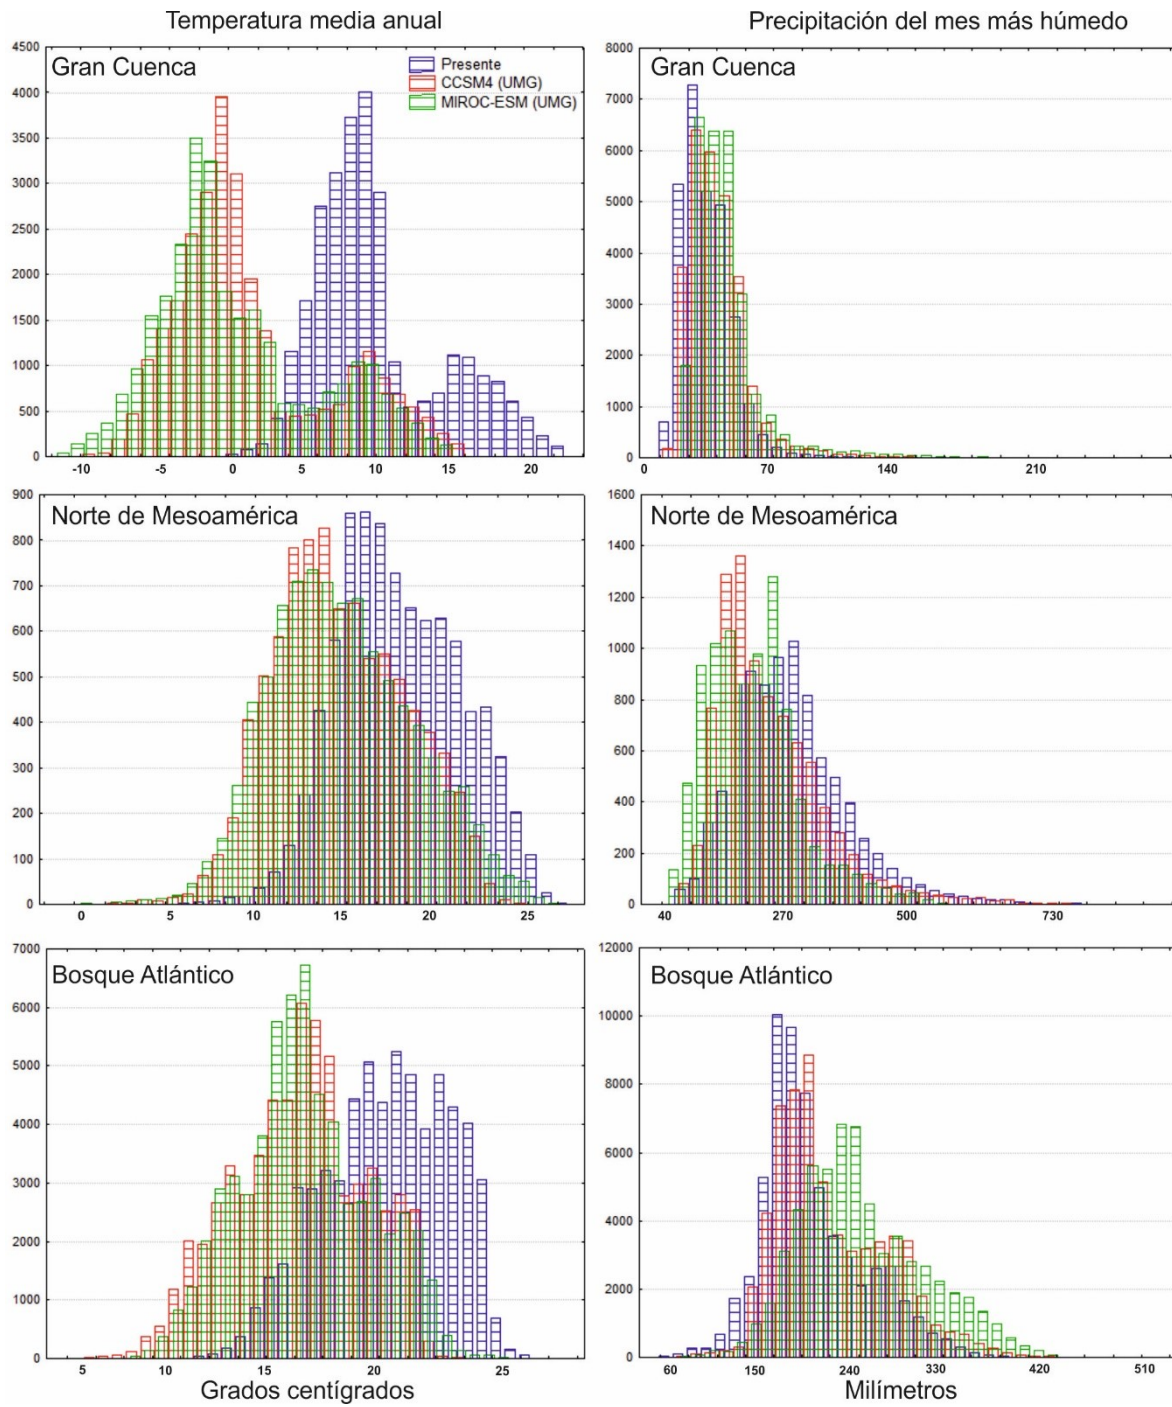 Temperatura media anual
Precipitación del mes más húmedo
Gran Cuenca
Presente
CCSM4 (UMG)
MIROC-ESM (UMG)
4500
4000
3500
3000
2500
2000
1500
1000
500
0
-10 -5 0 5 10 15 20
Gran Cuenca
8000
7000
6000
5000
4000
3000
2000
1000
0
0 70 140 210
Norte de Mesoamérica
900
800
700
600
500
400
300
200
100
0
0 5 10 15 20 25
Norte de Mesoamérica
1600
1400
1200
1000
800
600
400
200
0
40 270 500 730
Bosque Atlántico
7000
6000
5000
4000
3000
2000
1000
0
5 10 15 20 25
Grados centígrados
Bosque Atlántico
12000
10000
8000
6000
4000
2000
0
60 150 240 330 420 510
Milímetros